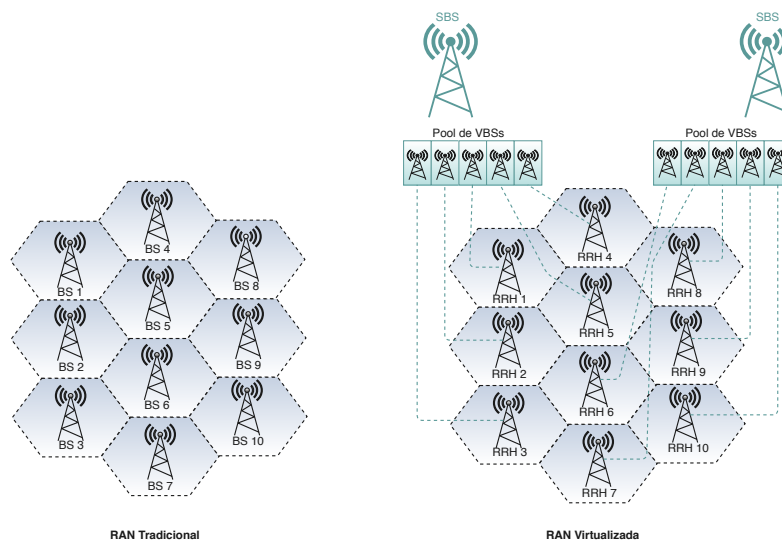 SBS
SBS
Pool de VBSs
Pool de VBSs
BS 4
BS 1
BS 8
BS 5
BS 2
BS 9
BS 6
BS 3
BS 10
BS 7
RRH 4
RRH 1
RRH 8
RRH 5
RRH 2
RRH 9
RRH 6
RRH 3
RRH 10
RRH 7
RAN Tradicional
RAN Virtualizada